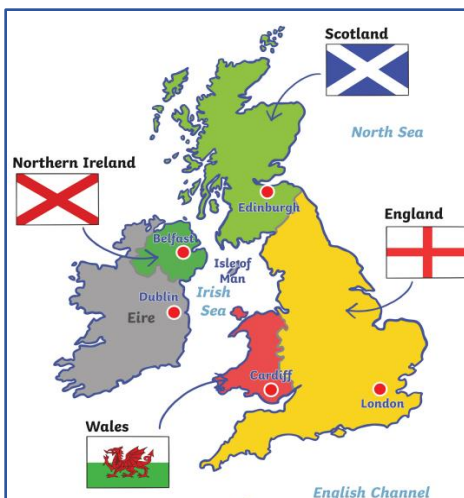 Scotland
North Sea
Northern Ireland
Edinburgh
England
Belfast
Isle of
Man
Irish
Sea
Dublin
Eire
Cardiff
London
Wales
English Channel